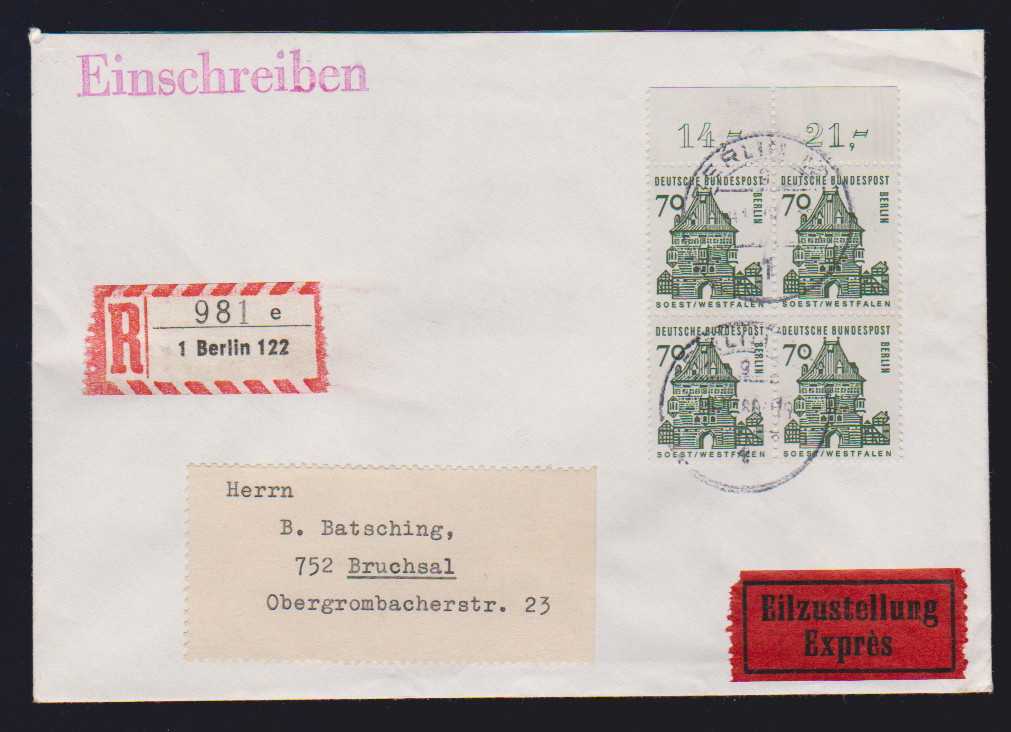 Einschreiben
14,- 21,-
BERLIN
DEUTSCHE BUNDESPOST
70
BERLIN
SOEST/WESTFALEN
DEUTSCHE BUNDESPOST
70
BERLIN
SOEST/WESTFALEN
DEUTSCHE BUNDESPOST
70
BERLIN
SOEST/WESTFALEN
DEUTSCHE BUNDESPOST
70
BERLIN
SOEST/WESTFALEN
R
981 e
1 Berlin 122
Herrn
B. Batsching,
752 Bruchsal
Obergrombacherstr. 23
Eilzustellung
Exprès